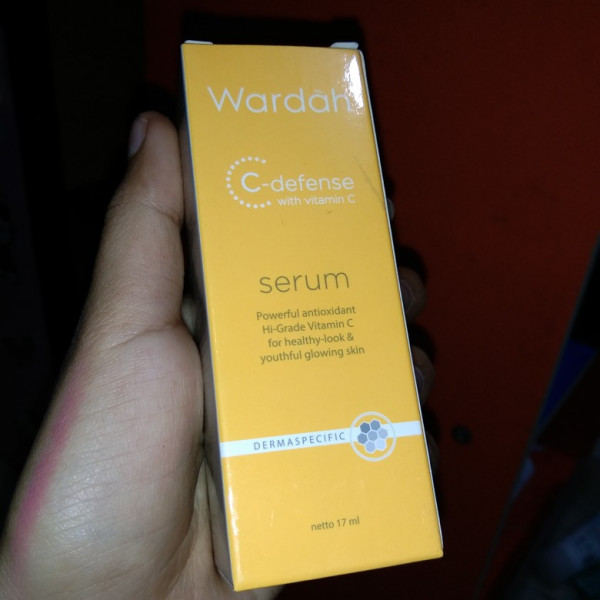 Wardãh
C-defense
with vitamin C
serum
Powerful antioxidant
Hi-Grade Vitamin C
for healthy-look &
youthful glowing skin
DERMASPECIFIC
netto 17 ml